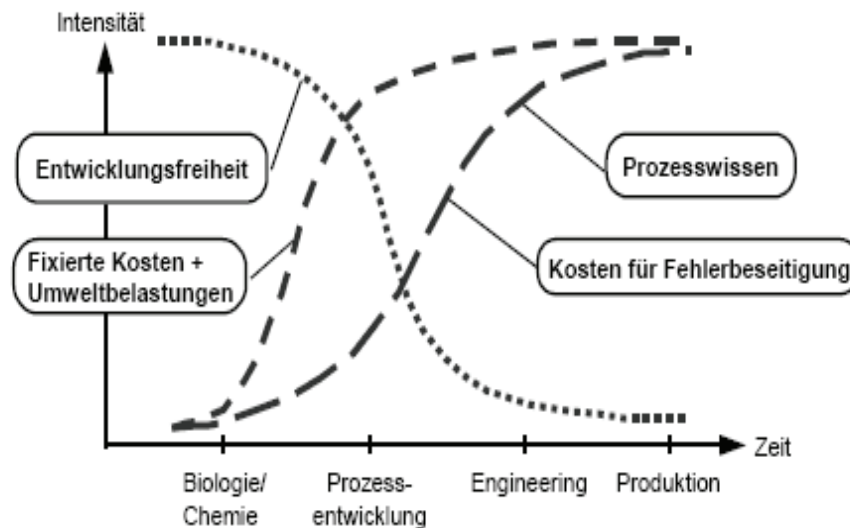 Intensität
Entwicklungsfreiheit
Prozesswissen
Fixierte Kosten +
Umweltbelastungen
Kosten für Fehlerbeseitigung
Zeit
Biologie/
Chemie
Prozess-
entwicklung
Engineering
Produktion